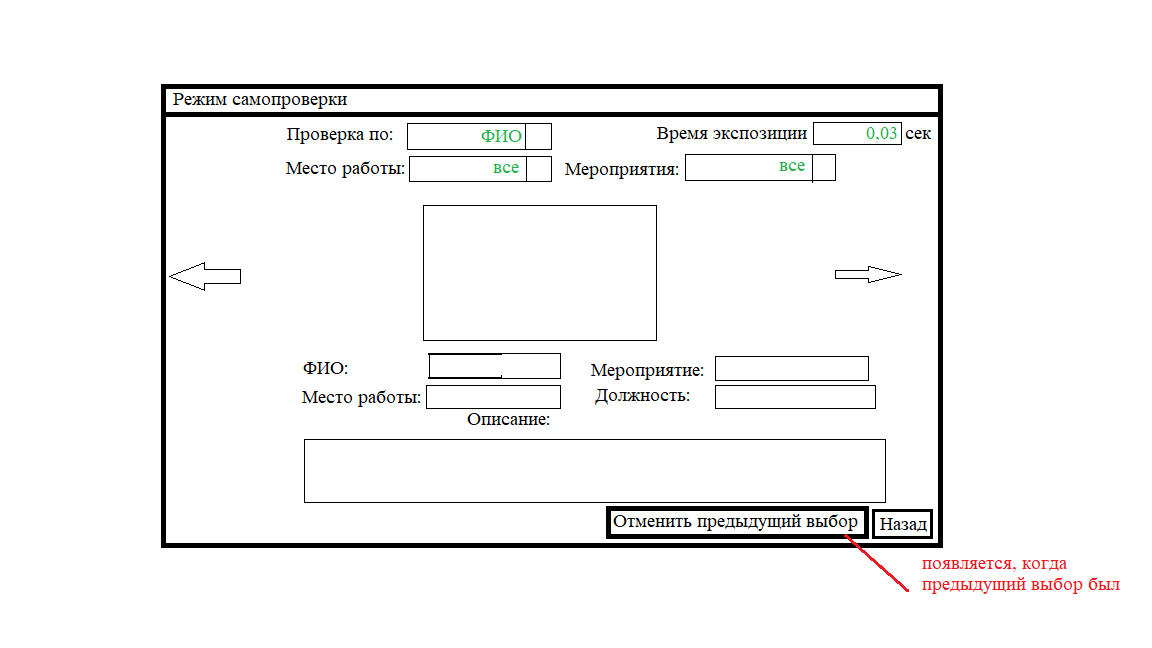 Режим самопроверки
Проверка по: ФИО Время экспозиции 0,03 сек
Место работы: все Мероприятия: все
ФИО: Мероприятие:
Место работы: Должность:
Описание:
Отменить предыдущий выбор Назад
появляется, когда
предыдущий выбор был